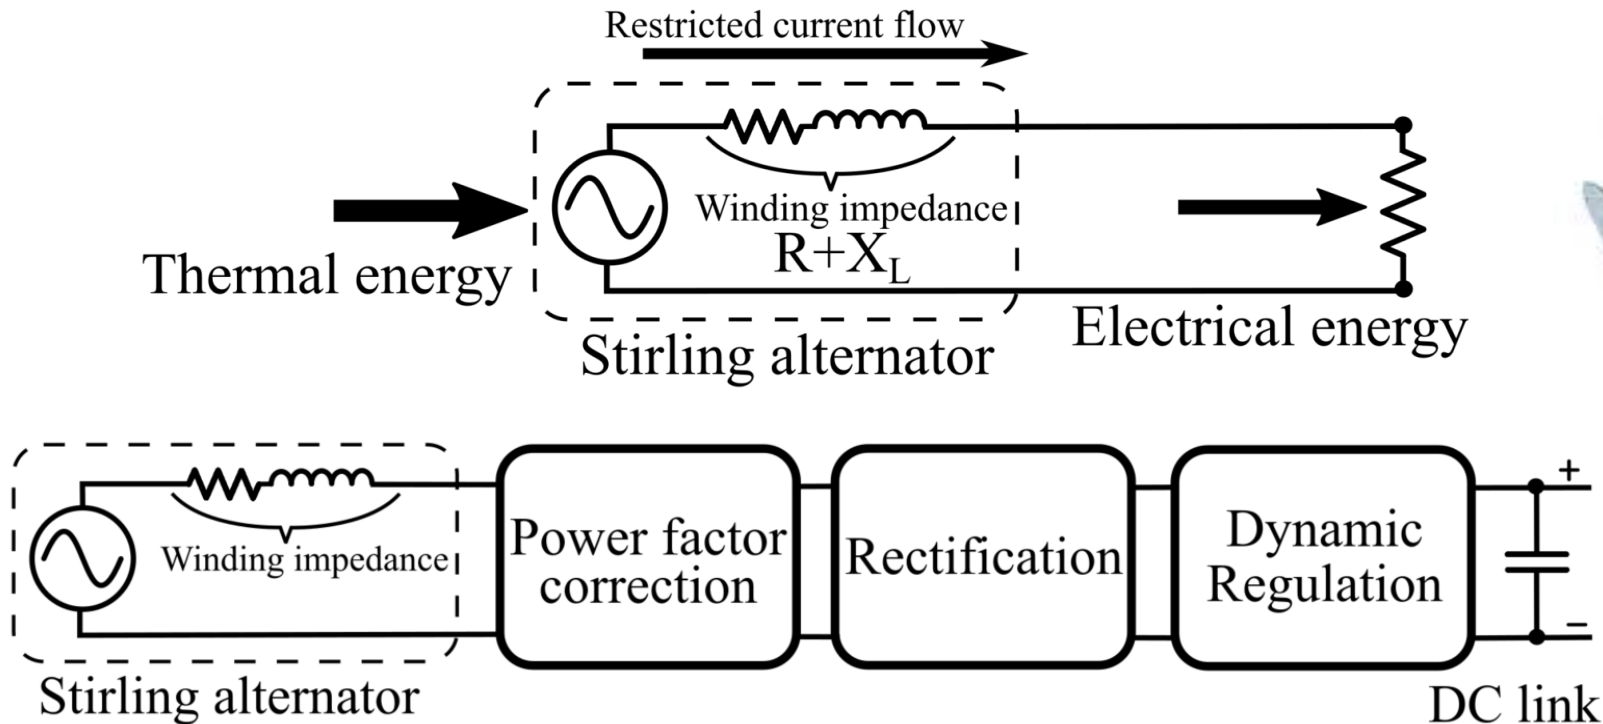 Restricted current flow
Winding impedance
R+X_L
Thermal energy
Stirling alternator
Electrical energy
Winding impedance
Power factor
correction
Rectification
Dynamic
Regulation
+
−
Stirling alternator
DC link